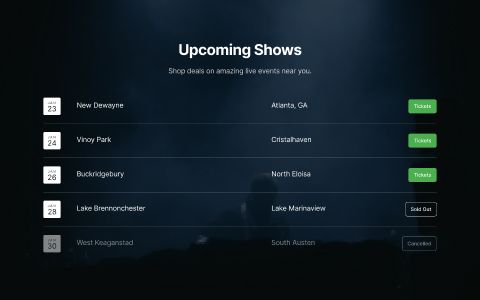 Upcoming Shows
Shop deals on amazing live events near you.
JAN
23
New Dewayne
Atlanta, GA
Tickets
JAN
24
Vinoy Park
Cristalhaven
Tickets
JAN
26
Buckridgebury
North Eloisa
Tickets
JAN
28
Lake Brennonchester
Lake Marinaview
Sold Out
JAN
30
West Keaganstad
South Austen
Cancelled